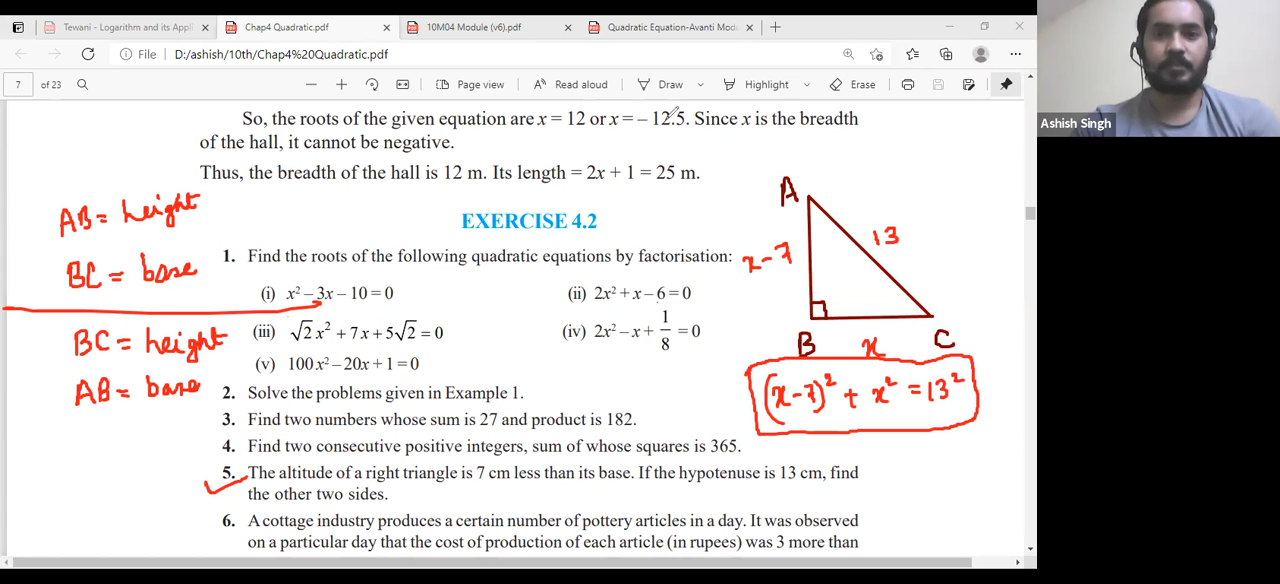 Tewani - Logarithm and its Appli
Chap4 Quadratic.pdf
10M04 Module (v6).pdf
Quadratic Equation-Avanti Mod
File D:/ashish/10th/Chap4%20Quadratic.pdf
7 of 23
Page view
Read aloud
Draw
Highlight
Erase
Ashish Singh
So, the roots of the given equation are x = 12 or x = – 12.5. Since x is the breadth
of the hall, it cannot be negative.
Thus, the breadth of the hall is 12 m. Its length = 2x + 1 = 25 m.
AB = height
BC = base
BC = height
AB = base
EXERCISE 4.2
1. Find the roots of the following quadratic equations by factorisation:
(i) x² – 3x – 10 = 0
(ii) 2x² + x – 6 = 0
(iii) √2 x² + 7x + 5√2 = 0
(iv) 2x² – x + 1/8 = 0
(v) 100x² – 20x + 1 = 0
2. Solve the problems given in Example 1.
3. Find two numbers whose sum is 27 and product is 182.
4. Find two consecutive positive integers, sum of whose squares is 365.
5. The altitude of a right triangle is 7 cm less than its base. If the hypotenuse is 13 cm, find
the other two sides.
6. A cottage industry produces a certain number of pottery articles in a day. It was observed
on a particular day that the cost of production of each article (in rupees) was 3 more than
A
13
x-7
B
x
C
(x-7)² + x² = 13²